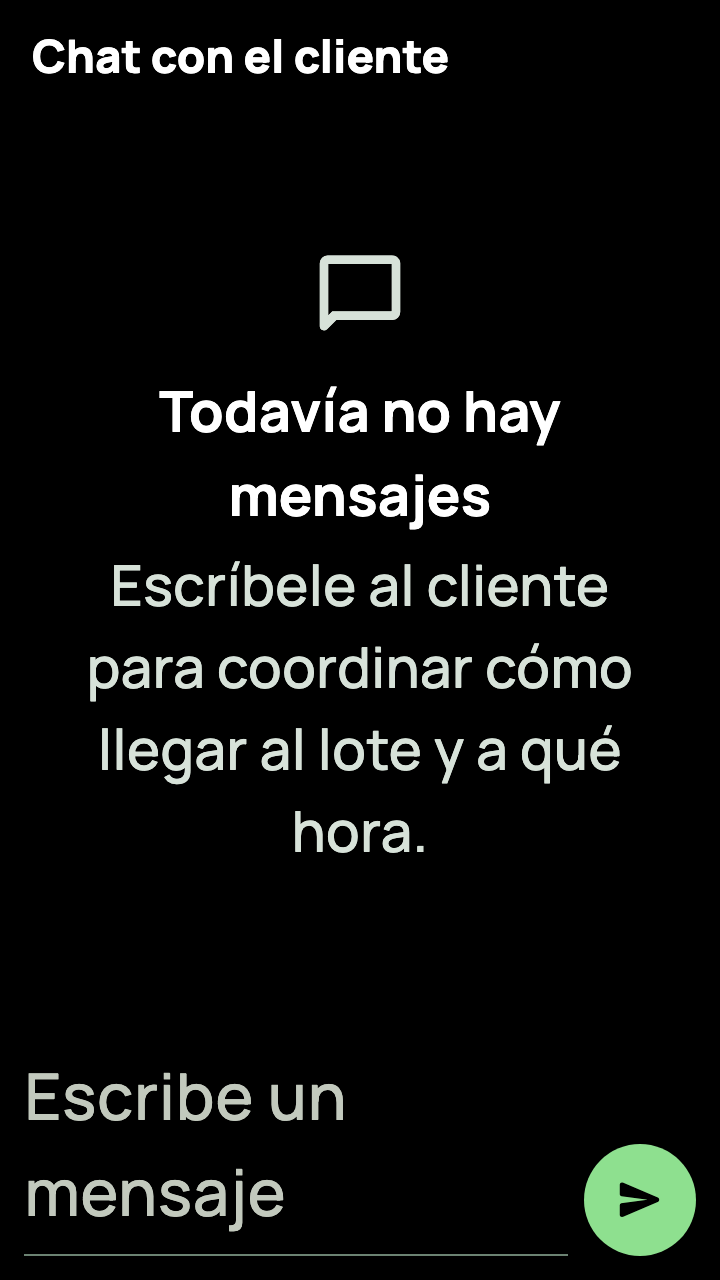 Chat con el cliente
Todavía no hay
mensajes
Escríbele al cliente
para coordinar cómo
llegar al lote y a qué
hora.
Escribe un
mensaje